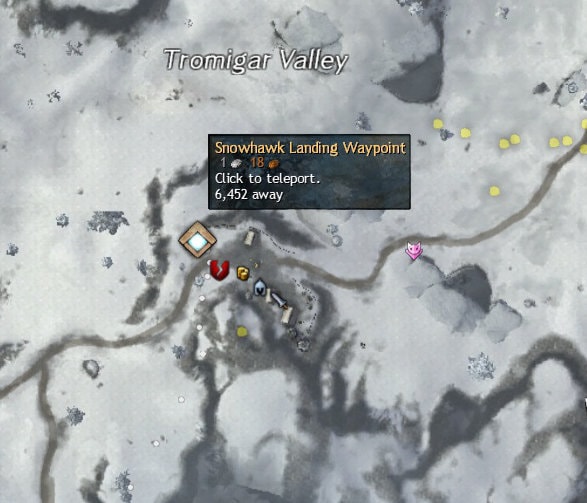 Tromigar Valley
Snowhawk Landing Waypoint
1 18
Click to teleport.
6,452 away